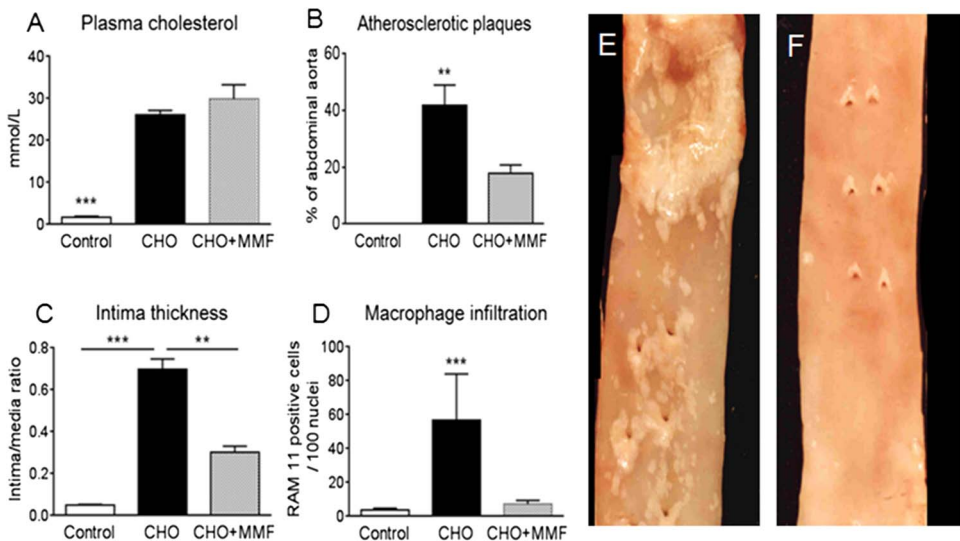 A
Plasma cholesterol
mmol/L
40
30
20
10
0
***
Control
CHO
CHO+MMF
B
Atherosclerotic plaques
% of abdominal aorta
60
40
20
0
**
Control
CHO
CHO+MMF
C
Intima thickness
Intima/media ratio
0.8
0.6
0.4
0.2
0.0
***
**
Control
CHO
CHO+MMF
D
Macrophage infiltration
RAM 11 positive cells
/ 100 nuclei
100
80
60
40
20
0
***
Control
CHO
CHO+MMF
E
F